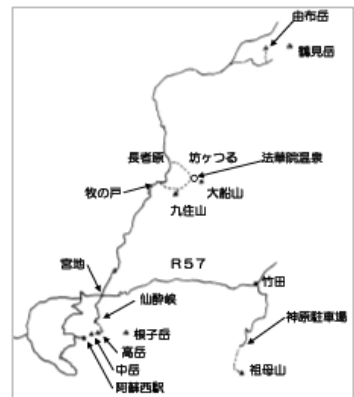 由布岳
鶴見岳
長者原
坊ヶつる
法華院温泉
牧の戸
大船山
九住山
宮地
R57
仙酔峡
竹田
神原駐車場
根子岳
高岳
中岳
阿蘇西駅
祖母山